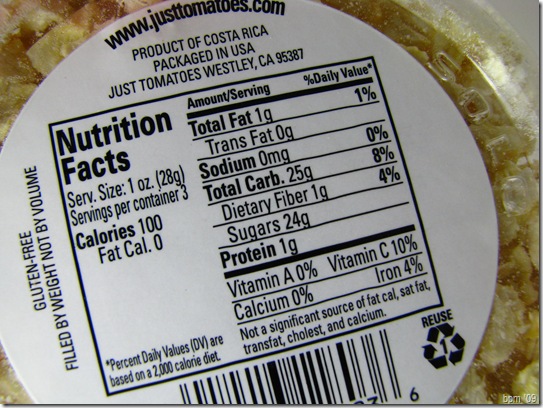 www.justtomatoes.com
PRODUCT OF COSTA RICA
PACKAGED IN USA
JUST TOMATOES WESTLEY, CA 95387
GLUTEN-FREE
FILLED BY WEIGHT NOT BY VOLUME
Nutrition
Facts
Serv. Size: 1 oz. (28g)
Servings per container 3
Calories 100
Fat Cal. 0
*Percent Daily Values (DV) are
based on a 2,000 calorie diet.
Amount/Serving %Daily Value*
Total Fat 1g 1%
Trans Fat 0g
Sodium 0mg 0%
Total Carb. 25g 8%
Dietary Fiber 1g 4%
Sugars 24g
Protein 1g
Vitamin A 0% Vitamin C 10%
Calcium 0% Iron 4%
Not a significant source of fat cal, sat fat,
transfat, cholest, and calcium.
REUSE
1
6
bpm '09